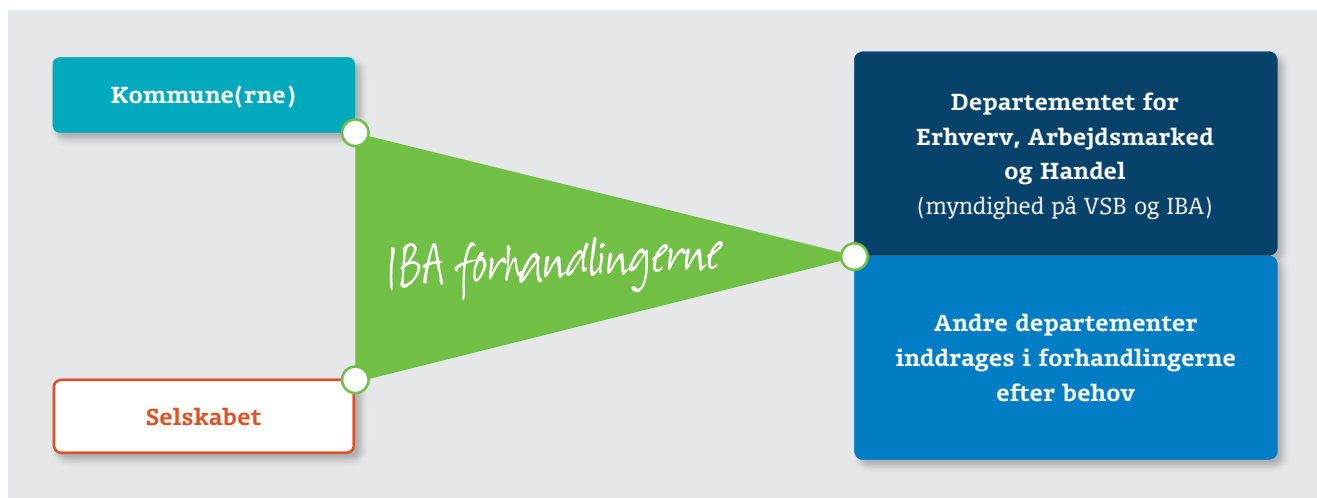 Kommune(rne)
Selskabet
IBA forhandlingerne
Departementet for
Erhverv, Arbejdsmarked
og Handel
(myndighed på VSB og IBA)
Andre departementer
inddrages i forhandlingerne
efter behov